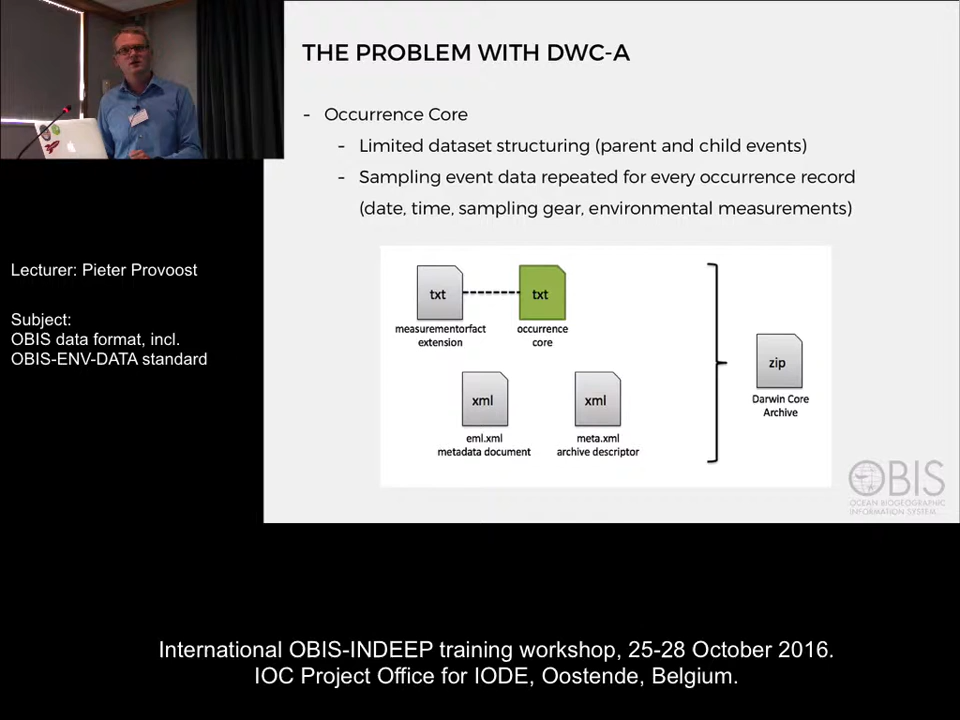 THE PROBLEM WITH DWC-A
- Occurrence Core
- Limited dataset structuring (parent and child events)
- Sampling event data repeated for every occurrence record
(date, time, sampling gear, environmental measurements)
txt
txt
measurementorfact
extension
occurrence
core
xml
xml
eml.xml
metadata document
meta.xml
archive descriptor
zip
Darwin Core
Archive
OBIS
OCEAN BIOGEOGRAPHIC
INFORMATION SYSTEM
Lecturer: Pieter Provoost
Subject:
OBIS data format, incl.
OBIS-ENV-DATA standard
International OBIS-INDEEP training workshop, 25-28 October 2016.
IOC Project Office for IODE, Oostende, Belgium.